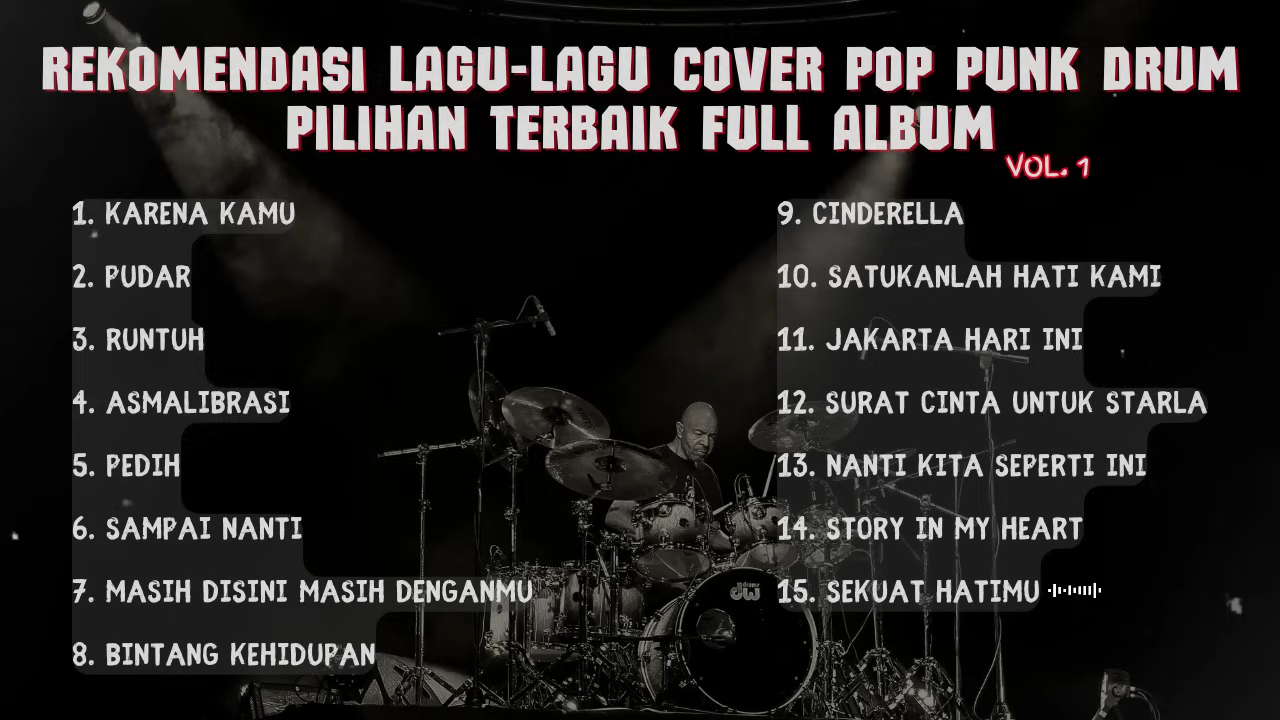 REKOMENDASI LAGU-LAGU COVER POP PUNK DRUM
PILIHAN TERBAIK FULL ALBUM
VOL. 1
1. KARENA KAMU
2. PUDAR
3. RUNTUH
4. ASMALIBRASI
5. PEDIH
6. SAMPAI NANTI
7. MASIH DISINI MASIH DENGANMU
8. BINTANG KEHIDUPAN
9. CINDERELLA
10. SATUKANLAH HATI KAMI
11. JAKARTA HARI INI
12. SURAT CINTA UNTUK STARLA
13. NANTI KITA SEPERTI INI
14. STORY IN MY HEART
15. SEKUAT HATIMU
drums
dw